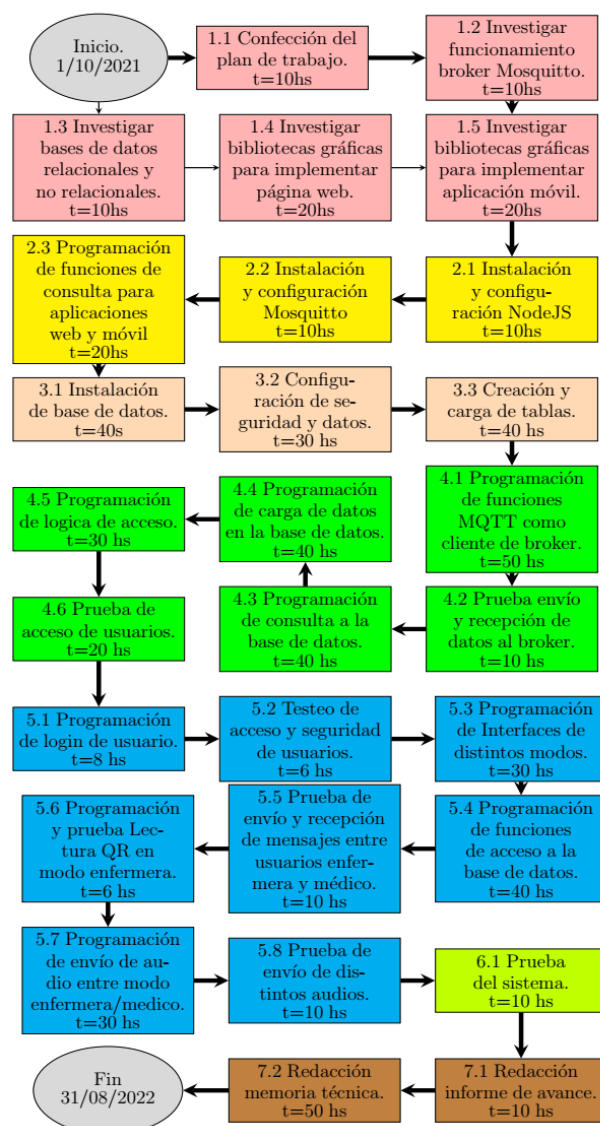 Inicio.
1/10/2021
1.1 Confección del
plan de trabajo.
t=10hs
1.2 Investigar
funcionamiento
broker Mosquitto.
t=10hs
1.3 Investigar
bases de datos
relacionales y
no relacionales.
t=10hs
1.4 Investigar
bibliotecas gráficas
para implementar
página web.
t=20hs
1.5 Investigar
bibliotecas gráficas
para implementar
aplicación móvil.
t=20hs
2.3 Programación
de funciones de
consulta para
aplicaciones
web y móvil
t=20hs
2.2 Instalación
y configuración
Mosquitto
t=10hs
2.1 Instalación
y configu-
ración NodeJS
t=10hs
3.1 Instalación
de base de datos.
t=40s
3.2 Configu-
ración de se-
guridad y datos.
t=30 hs
3.3 Creación y
carga de tablas.
t=40 hs
4.5 Programación
de logica de acceso.
t=30 hs
4.4 Programación
de carga de datos
en la base de datos.
t=40 hs
4.1 Programación
de funciones
MQTT como
cliente de broker.
t=50 hs
4.6 Prueba de
acceso de usuarios.
t=20 hs
4.3 Programación
de consulta a la
base de datos.
t=40 hs
4.2 Prueba envío
y recepción de
datos al broker.
t=10 hs
5.1 Programación
de login de usuario.
t=8 hs
5.2 Testeo de
acceso y seguridad
de usuarios.
t=6 hs
5.3 Programación
de Interfaces de
distintos modos.
t=30 hs
5.6 Programación
y prueba Lec-
tura QR en
modo enfermera.
t=6 hs
5.5 Prueba de
envío y recepción
de mensajes entre
usuarios enfer-
mera y médico.
t=10 hs
5.4 Programación
de funciones
de acceso a la
base de datos.
t=40 hs
5.7 Programación
de envío de au-
dio entre modo
enfermera/medico.
t=30 hs
5.8 Prueba de
envío de dis-
tintos audios.
t=10 hs
6.1 Prueba
del sistema.
t=10 hs
Fin
31/08/2022
7.2 Redacción
memoria técnica.
t=50 hs
7.1 Redacción
informe de avance.
t=10 hs